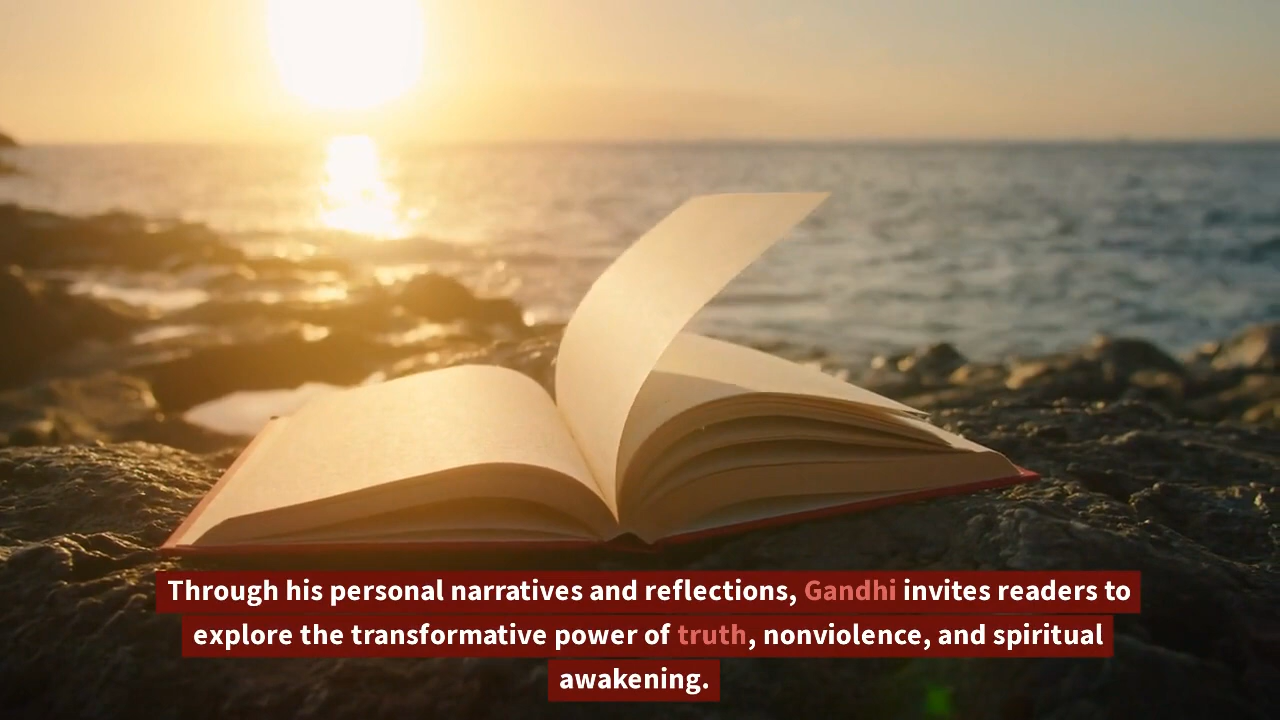 Through his personal narratives and reflections, Gandhi invites readers to
explore the transformative power of truth, nonviolence, and spiritual
awakening.